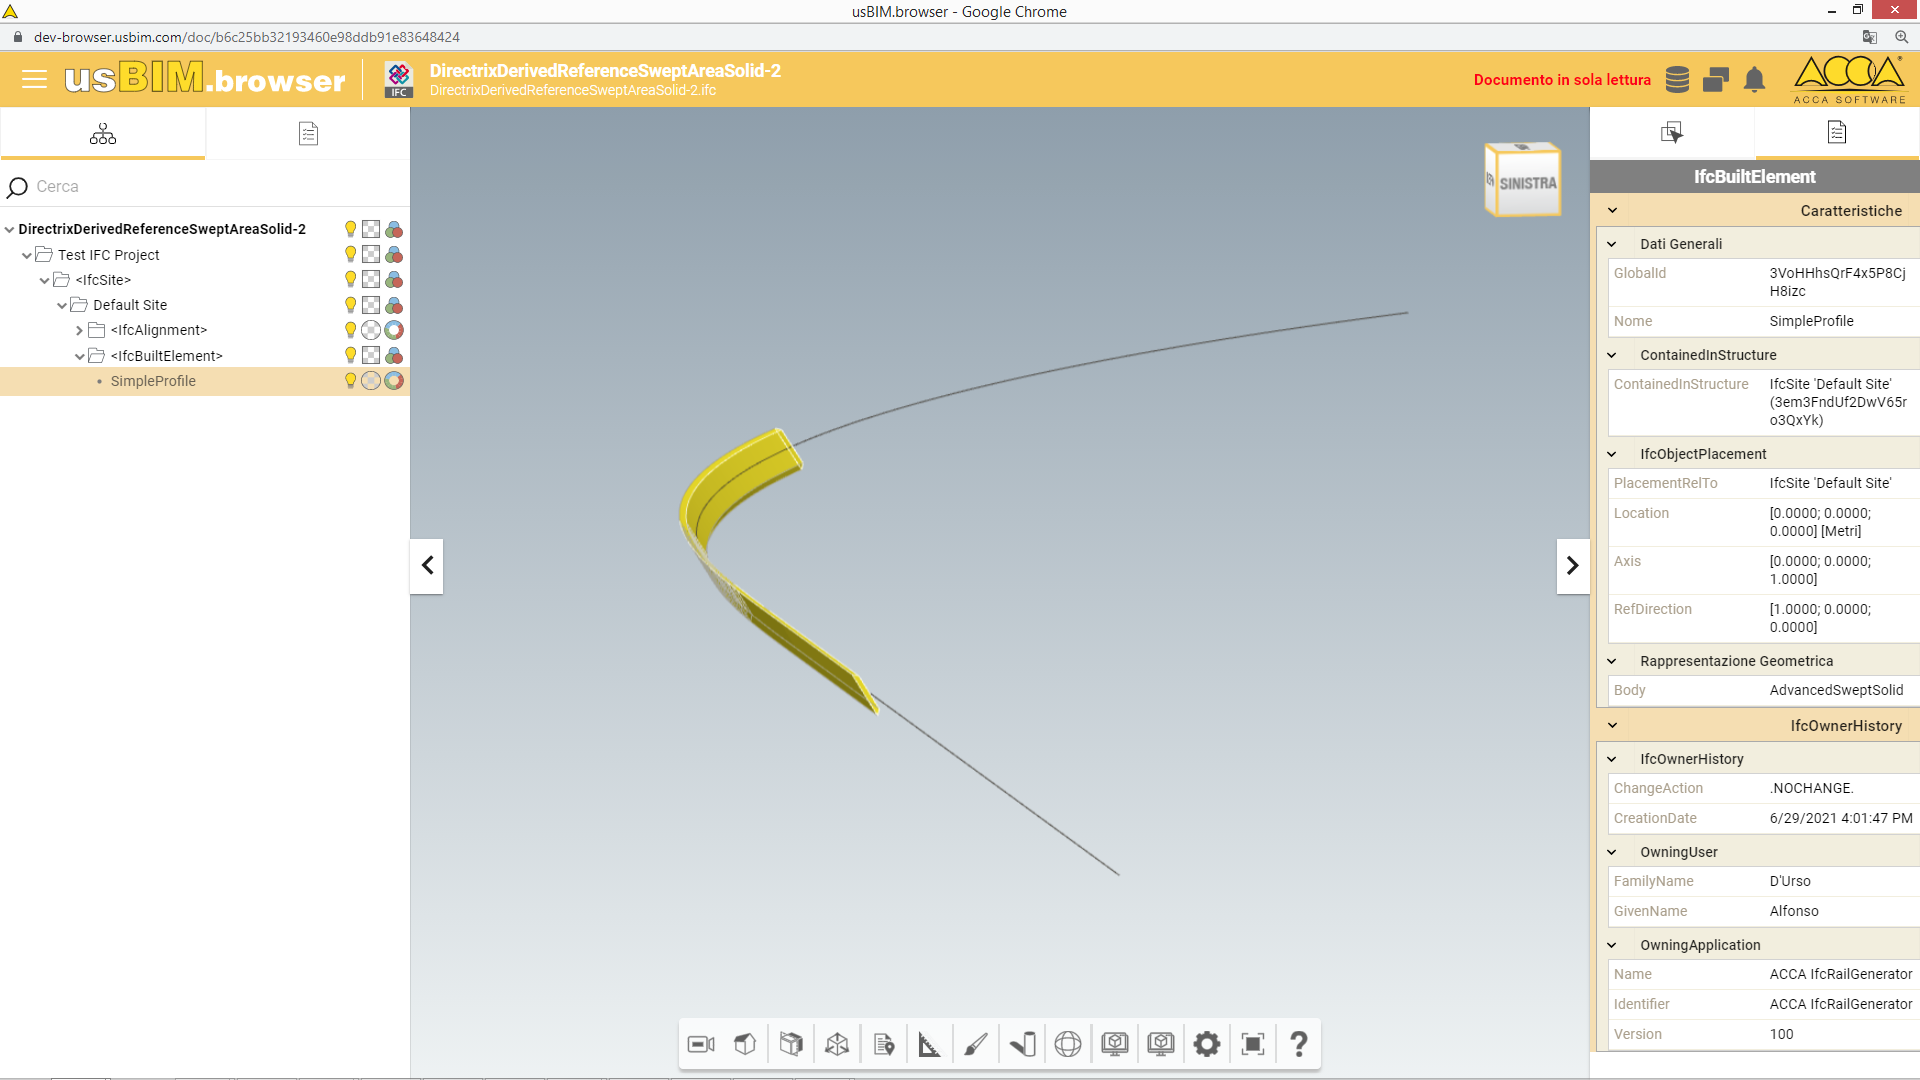 usBIM.browser - Google Chrome
dev-browser.usbim.com/doc/b6c25bb32193460e98ddb91e83648424
usBIM.browser
IFC
DirectrixDerivedReferenceSweptAreaSolid-2
DirectrixDerivedReferenceSweptAreaSolid-2.ifc
Documento in sola lettura
ACCA
ACCA SOFTWARE
Cerca
DirectrixDerivedReferenceSweptAreaSolid-2
Test IFC Project
<IfcSite>
Default Site
<IfcAlignment>
<IfcBuiltElement>
SimpleProfile
SINISTRA
IfcBuiltElement
Caratteristiche
Dati Generali
GlobalId 3VoHHhsQrF4x5P8Cj
H8izc
Nome SimpleProfile
ContainedInStructure
ContainedInStructure IfcSite 'Default Site'
(3em3FndUf2DwV65r
o3QxYk)
IfcObjectPlacement
PlacementRelTo IfcSite 'Default Site'
Location [0.0000; 0.0000;
0.0000] [Metri]
Axis [0.0000; 0.0000;
1.0000]
RefDirection [1.0000; 0.0000;
0.0000]
Rappresentazione Geometrica
Body AdvancedSweptSolid
IfcOwnerHistory
IfcOwnerHistory
ChangeAction .NOCHANGE.
CreationDate 6/29/2021 4:01:47 PM
OwningUser
FamilyName D'Urso
GivenName Alfonso
OwningApplication
Name ACCA IfcRailGenerator
Identifier ACCA IfcRailGenerator
Version 100